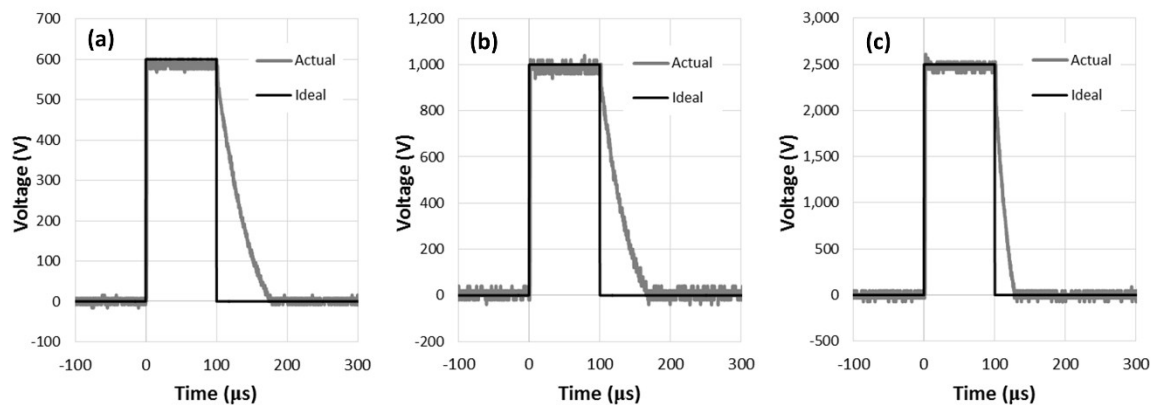 (a)
Voltage (V)
700
600
500
400
300
200
100
0
-100
-100 0 100 200 300
Time (μs)
Actual
Ideal
(b)
Voltage (V)
1,200
1,000
800
600
400
200
0
-200
-100 0 100 200 300
Time (μs)
Actual
Ideal
(c)
Voltage (V)
3,000
2,500
2,000
1,500
1,000
500
0
-500
-100 0 100 200 300
Time (μs)
Actual
Ideal